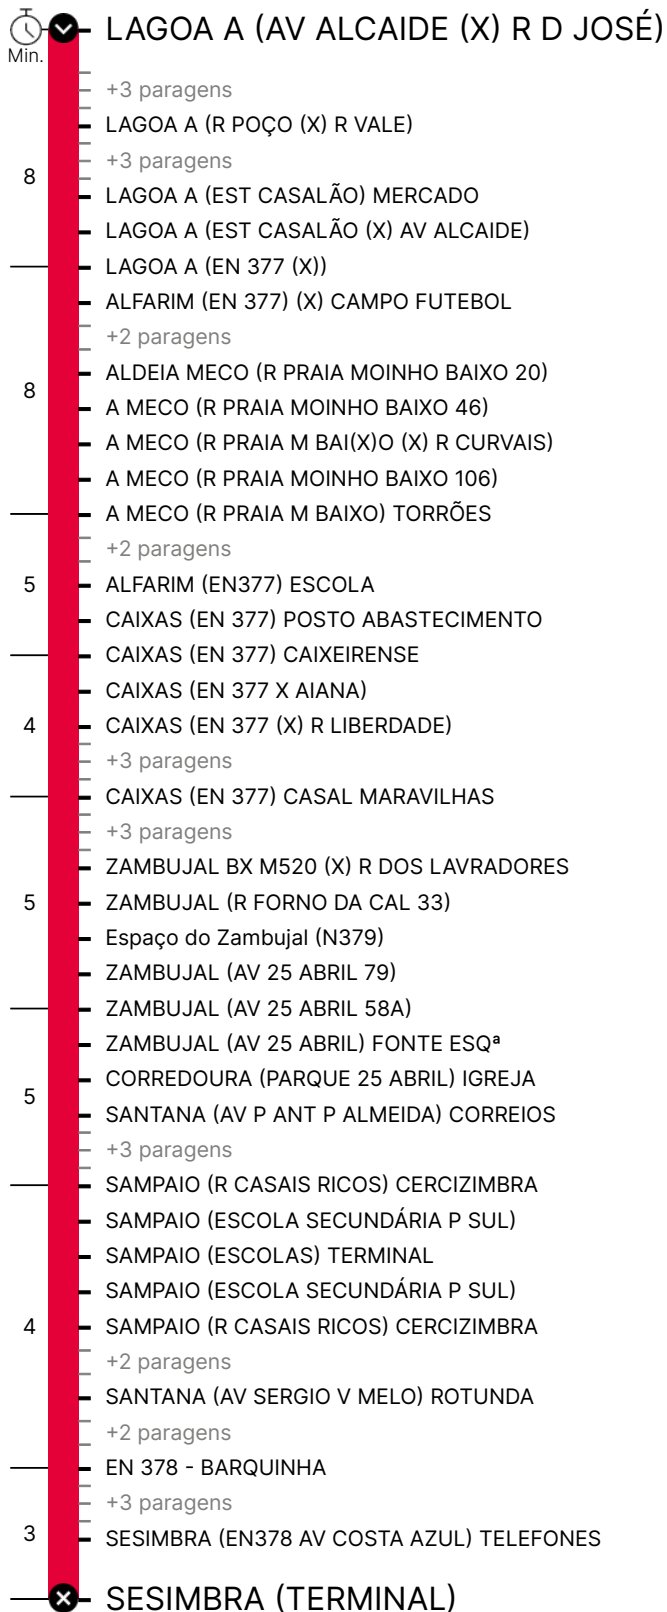 LAGOA A (AV ALCAIDE (X) R D JOSÉ)
Min.
+3 paragens
LAGOA A (R POÇO (X) R VALE)
+3 paragens
8
LAGOA A (EST CASALÃO) MERCADO
LAGOA A (EST CASALÃO (X) AV ALCAIDE)
LAGOA A (EN 377 (X))
ALFARIM (EN 377) (X) CAMPO FUTEBOL
+2 paragens
ALDEIA MECO (R PRAIA MOINHO BAIXO 20)
8
A MECO (R PRAIA MOINHO BAIXO 46)
A MECO (R PRAIA M BAI(X)O (X) R CURVAIS)
A MECO (R PRAIA MOINHO BAIXO 106)
A MECO (R PRAIA M BAIXO) TORRÕES
+2 paragens
5
ALFARIM (EN377) ESCOLA
CAIXAS (EN 377) POSTO ABASTECIMENTO
CAIXAS (EN 377) CAIXEIRENSE
CAIXAS (EN 377 X AIANA)
4
CAIXAS (EN 377 (X) R LIBERDADE)
+3 paragens
CAIXAS (EN 377) CASAL MARAVILHAS
+3 paragens
ZAMBUJAL BX M520 (X) R DOS LAVRADORES
5
ZAMBUJAL (R FORNO DA CAL 33)
Espaço do Zambujal (N379)
ZAMBUJAL (AV 25 ABRIL 79)
ZAMBUJAL (AV 25 ABRIL 58A)
ZAMBUJAL (AV 25 ABRIL) FONTE ESQª
CORREDOURA (PARQUE 25 ABRIL) IGREJA
5
SANTANA (AV P ANT P ALMEIDA) CORREIOS
+3 paragens
SAMPAIO (R CASAIS RICOS) CERCIZIMBRA
SAMPAIO (ESCOLA SECUNDÁRIA P SUL)
SAMPAIO (ESCOLAS) TERMINAL
SAMPAIO (ESCOLA SECUNDÁRIA P SUL)
4
SAMPAIO (R CASAIS RICOS) CERCIZIMBRA
+2 paragens
SANTANA (AV SERGIO V MELO) ROTUNDA
+2 paragens
EN 378 - BARQUINHA
+3 paragens
3
SESIMBRA (EN378 AV COSTA AZUL) TELEFONES
SESIMBRA (TERMINAL)